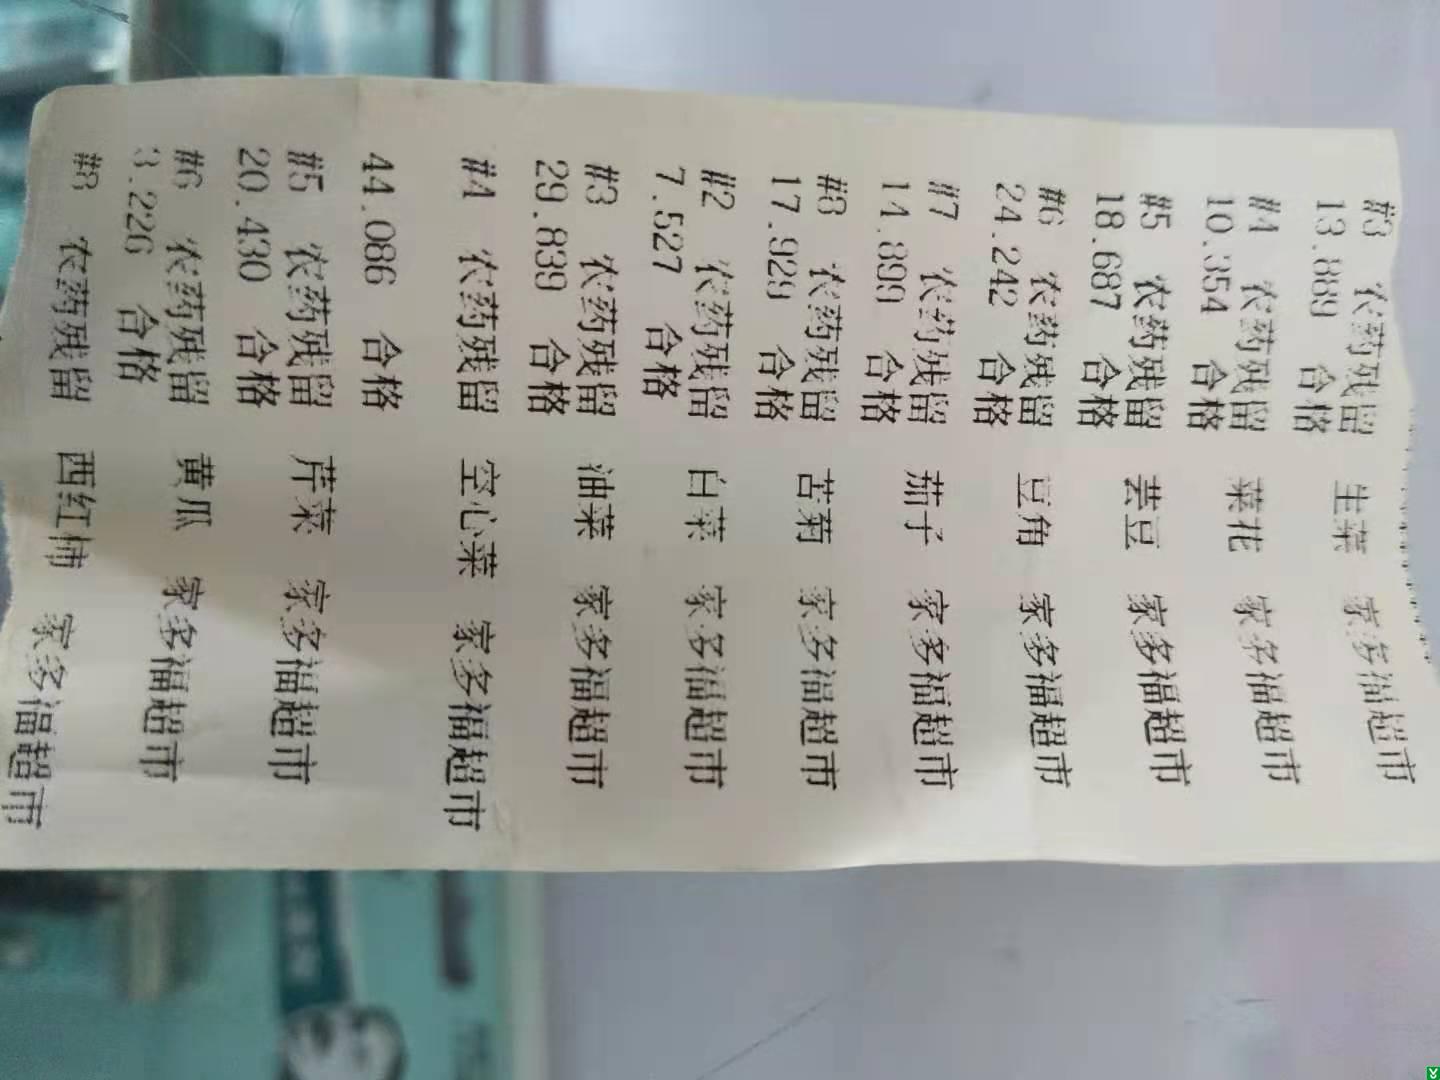 #3 农药残留 生菜 家多福超市
13.889 合格
#4 农药残留 菜花 家多福超市
10.354 合格
#5 农药残留 芸豆 家多福超市
18.687 合格
#6 农药残留 豆角 家多福超市
24.242 合格
#7 农药残留 茄子 家多福超市
14.899 合格
#8 农药残留 苦菊 家多福超市
17.929 合格
#2 农药残留 白菜 家多福超市
7.527 合格
#3 农药残留 油菜 家多福超市
29.839 合格
#4 农药残留 空心菜 家多福超市
44.086 合格
#5 农药残留 芹菜 家多福超市
20.430 合格
#6 农药残留 黄瓜 家多福超市
3.226 合格
#8 农药残留 西红柿 家多福超市